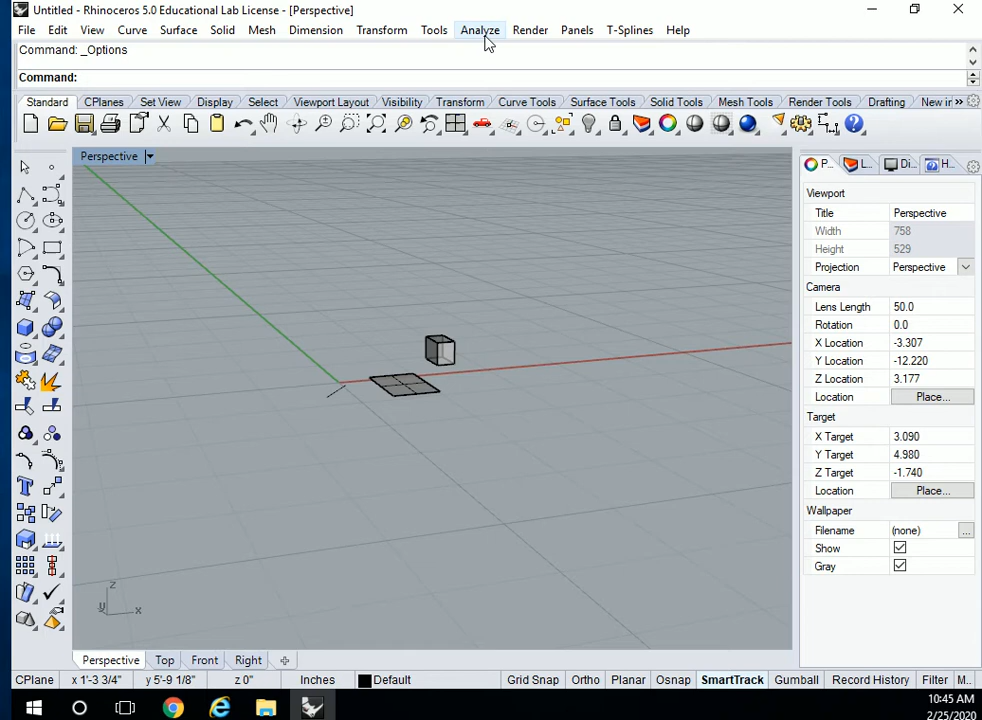 Untitled - Rhinoceros 5.0 Educational Lab License - [Perspective]
File Edit View Curve Surface Solid Mesh Dimension Transform Tools Analyze Render Panels T-Splines Help
Command: _Options
Command:
Standard CPlanes Set View Display Select Viewport Layout Visibility Transform Curve Tools Surface Tools Solid Tools Mesh Tools Render Tools Drafting New in »
Perspective
P... L... Di... H...
Viewport
Title Perspective
Width 758
Height 529
Projection Perspective
Camera
Lens Length 50.0
Rotation 0.0
X Location -3.307
Y Location -12.220
Z Location 3.177
Location Place...
Target
X Target 3.090
Y Target 4.980
Z Target -1.740
Location Place...
Wallpaper
Filename (none) ...
Show
Gray
z
y x
Perspective Top Front Right
CPlane x 1'-3 3/4" y 5'-9 1/8" z 0" Inches Default Grid Snap Ortho Planar Osnap SmartTrack Gumball Record History Filter M..
10:45 AM
2/25/2020